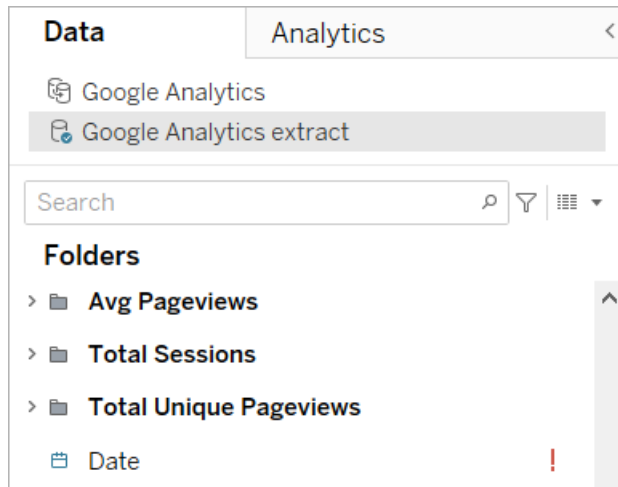 Data
Analytics
Google Analytics
Google Analytics extract
Search
Folders
Avg Pageviews
Total Sessions
Total Unique Pageviews
Date
!